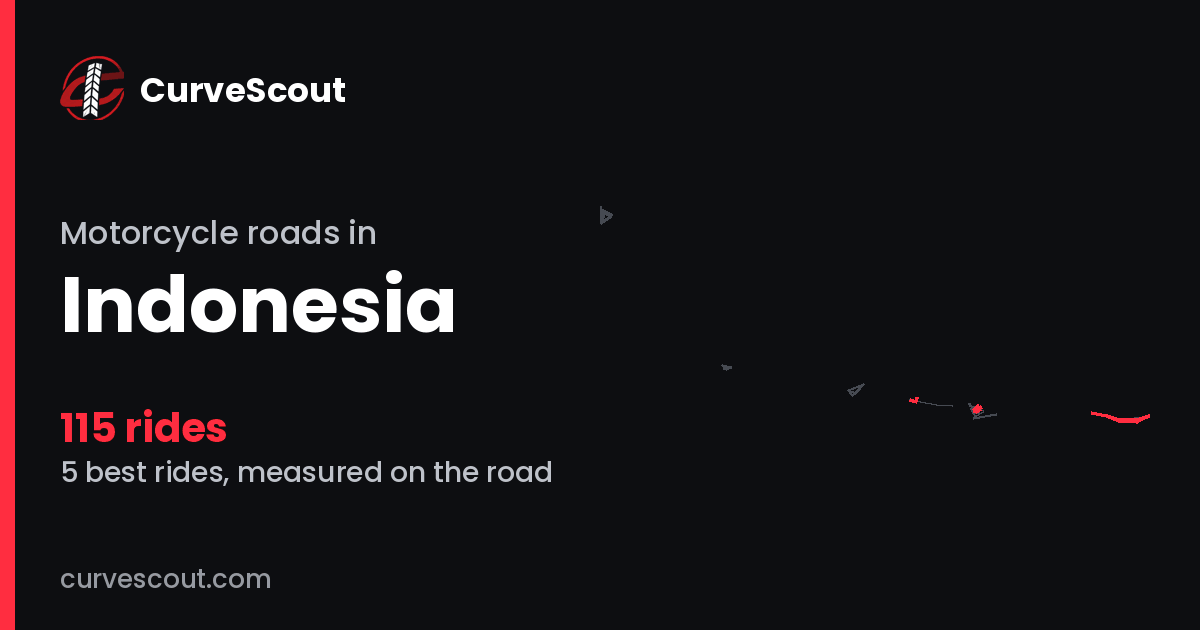 CurveScout
Motorcycle roads in
Indonesia
115 rides
5 best rides, measured on the road
curvescout.com